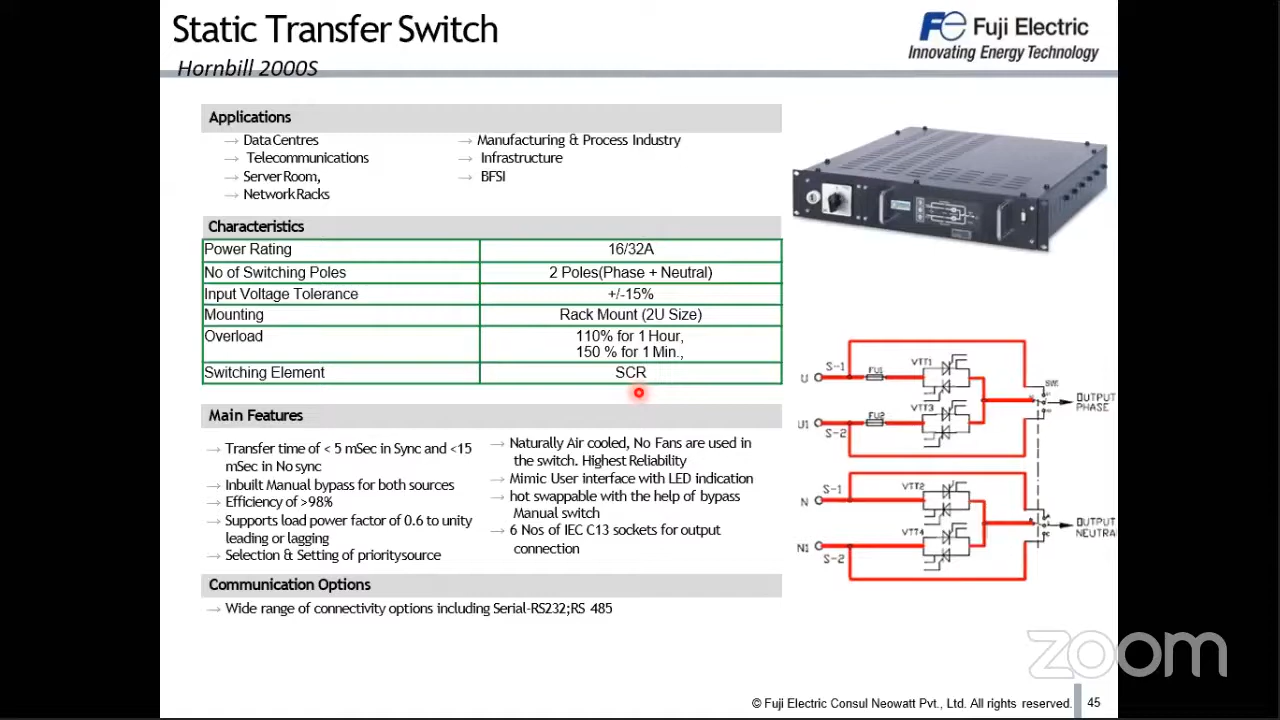 Static Transfer Switch
Hornbill 2000S
Fuji Electric
Innovating Energy Technology
Applications
→ Data Centres
→ Telecommunications
→ Server Room,
→ Network Racks
→ Manufacturing & Process Industry
→ Infrastructure
→ BFSI
Characteristics
Power Rating 16/32A
No of Switching Poles 2 Poles(Phase + Neutral)
Input Voltage Tolerance +/-15%
Mounting Rack Mount (2U Size)
Overload 110% for 1 Hour,
150 % for 1 Min.,
Switching Element SCR
Main Features
→ Transfer time of < 5 mSec in Sync and <15
mSec in No sync
→ Inbuilt Manual bypass for both sources
→ Efficiency of >98%
→ Supports load power factor of 0.6 to unity
leading or lagging
→ Selection & Setting of priority source
→ Naturally Air cooled, No Fans are used in
the switch. Highest Reliability
→ Mimic User interface with LED indication
→ hot swappable with the help of bypass
Manual switch
→ 6 Nos of IEC C13 sockets for output
connection
Communication Options
→ Wide range of connectivity options including Serial-RS232;RS 485
U
S-1
FU1
VTT1
U1
S-2
FU2
VTT3
OUTPUT
PHASE
N
S-1
VTT2
N1
S-2
VTT4
OUTPUT
NEUTRA
zoom
© Fuji Electric Consul Neowatt Pvt., Ltd. All rights reserved.
45